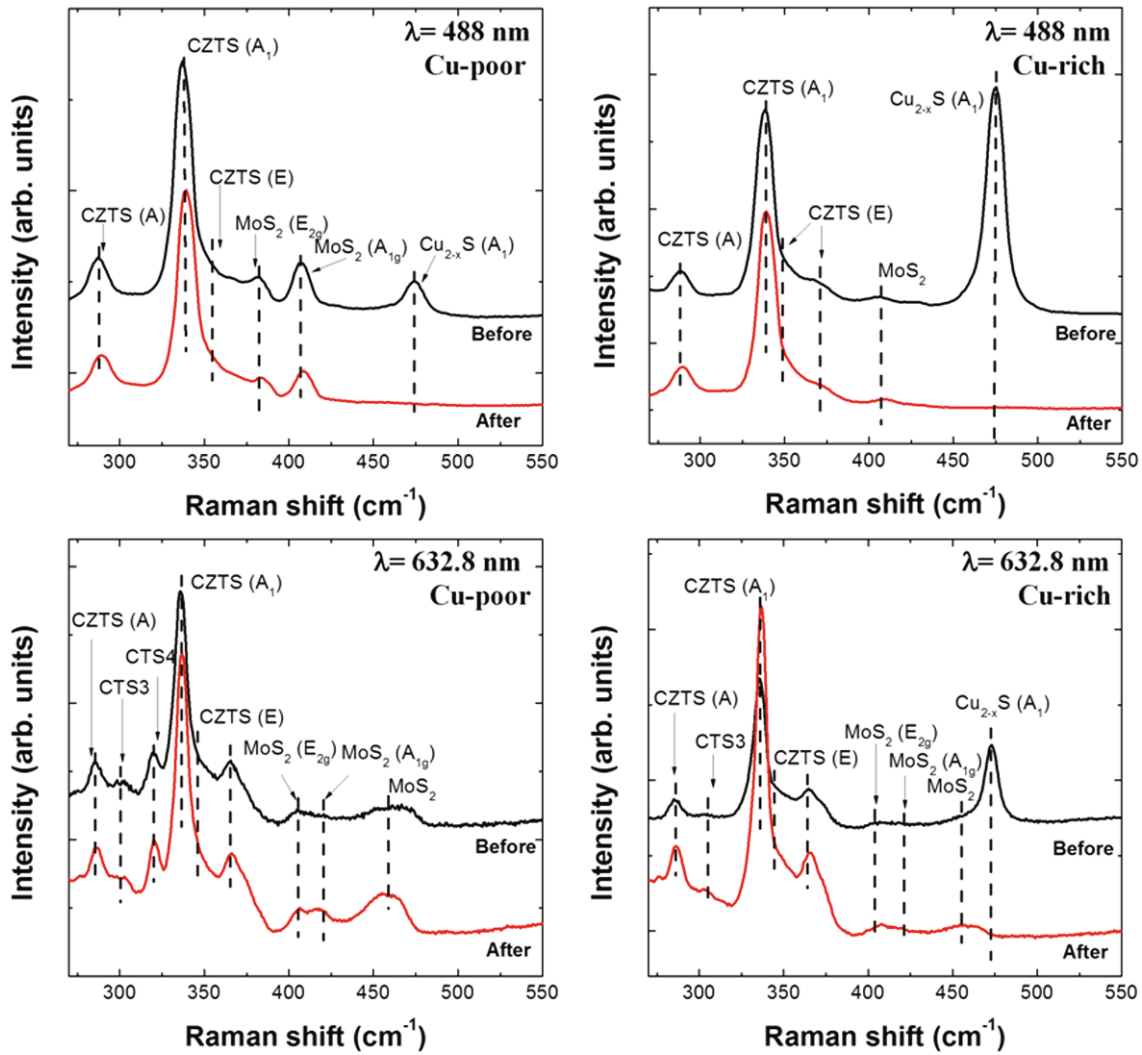 λ= 488 nm
Cu-poor
CZTS (A₁)
CZTS (E)
CZTS (A)
MoS₂ (E₂g)
MoS₂ (A₁g)
Cu₂₋ₓS (A₁)
Before
After
Intensity (arb. units)
300 350 400 450 500 550
Raman shift (cm⁻¹)
λ= 488 nm
Cu-rich
CZTS (A₁)
Cu₂₋ₓS (A₁)
CZTS (E)
CZTS (A)
MoS₂
Before
After
Intensity (arb. units)
300 350 400 450 500 550
Raman shift (cm⁻¹)
λ= 632.8 nm
Cu-poor
CZTS (A₁)
CZTS (A)
CTS4
CTS3
CZTS (E)
MoS₂ (E₂g)
MoS₂ (A₁g)
MoS₂
Before
After
Intensity (arb. units)
300 350 400 450 500 550
Raman shift (cm⁻¹)
λ= 632.8 nm
Cu-rich
CZTS (A₁)
CZTS (A)
Cu₂₋ₓS (A₁)
CTS3
MoS₂ (E₂g)
CZTS (E)
MoS₂ (A₁g)
MoS₂
Before
After
Intensity (arb. units)
300 350 400 450 500 550
Raman shift (cm⁻¹)